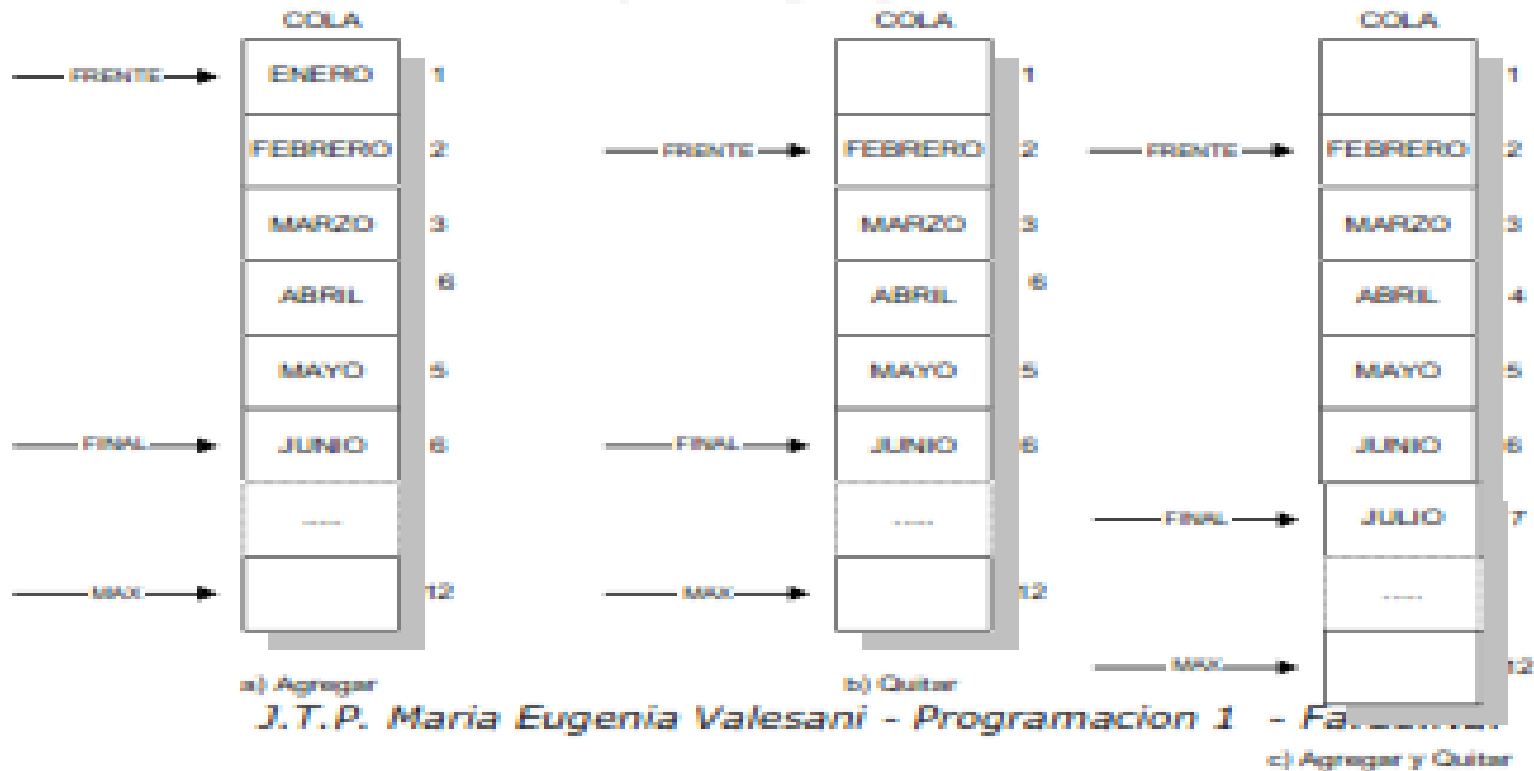 COLA
FRENTE
ENERO 1
FEBRERO 2
MARZO 3
ABRIL 6
MAYO 5
FINAL
JUNIO 6
.....
MAX
12
a) Agregar
COLA
1
FRENTE
FEBRERO 2
MARZO 3
ABRIL 6
MAYO 5
FINAL
JUNIO 6
.....
MAX
12
b) Quitar
COLA
1
FRENTE
FEBRERO 2
MARZO 3
ABRIL 4
MAYO 5
JUNIO 6
FINAL
JULIO 7
.....
MAX
12
J.T.P. Maria Eugenia Valesani - Programacion 1 -
c) Agregar y Quitar